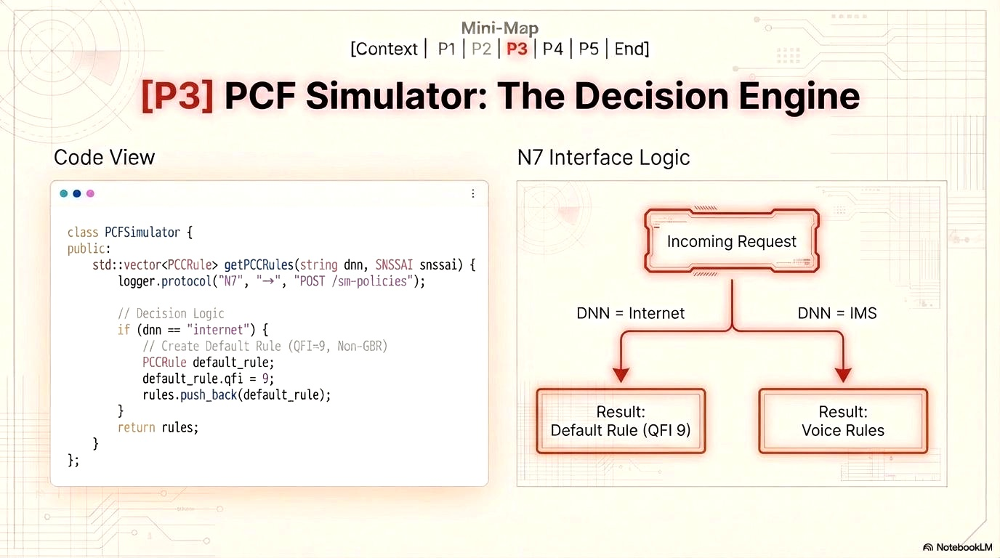 Mini-Map
[Context | P1 | P2 | P3 | P4 | P5 | End]
[P3] PCF Simulator: The Decision Engine
Code View
class PCFSimulator {
public:
    std::vector<PCCRule> getPCCRules(string dnn, SNSSAI snssai) {
        logger.protocol("N7", "→", "POST /sm-policies");
        // Decision Logic
        if (dnn == "internet") {
            // Create Default Rule (QFI=9, Non-GBR)
            PCCRule default_rule;
            default_rule.qfi = 9;
            rules.push_back(default_rule);
        }
        return rules;
    }
};
N7 Interface Logic
Incoming Request
DNN = Internet
DNN = IMS
Result:
Default Rule (QFI 9)
Result:
Voice Rules
NotebookLM